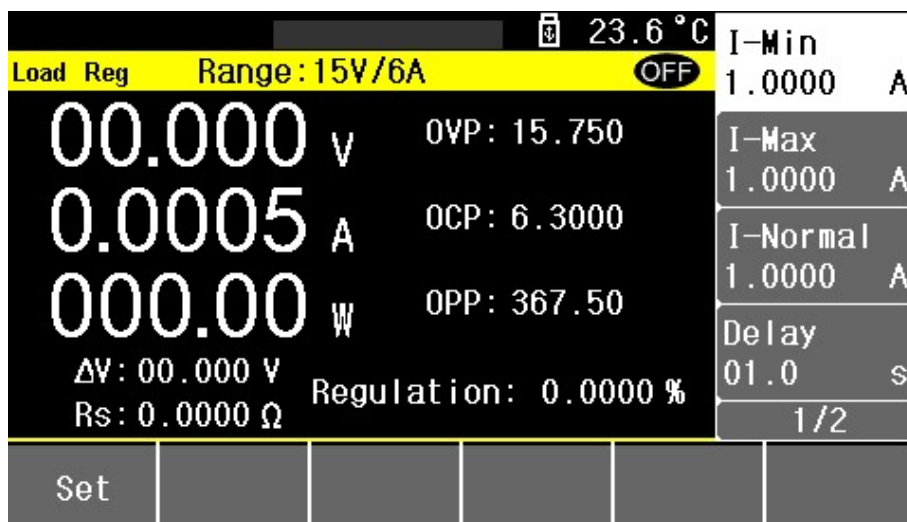 23.6°C
Load Reg Range:15V/6A OFF
00.000 V OVP: 15.750
0.0005 A OCP: 6.3000
000.00 W OPP: 367.50
ΔV:00.000 V
Rs:0.0000 Ω
Regulation: 0.0000 %
I-Min
1.0000 A
I-Max
1.0000 A
I-Normal
1.0000 A
Delay
01.0 s
1/2
Set